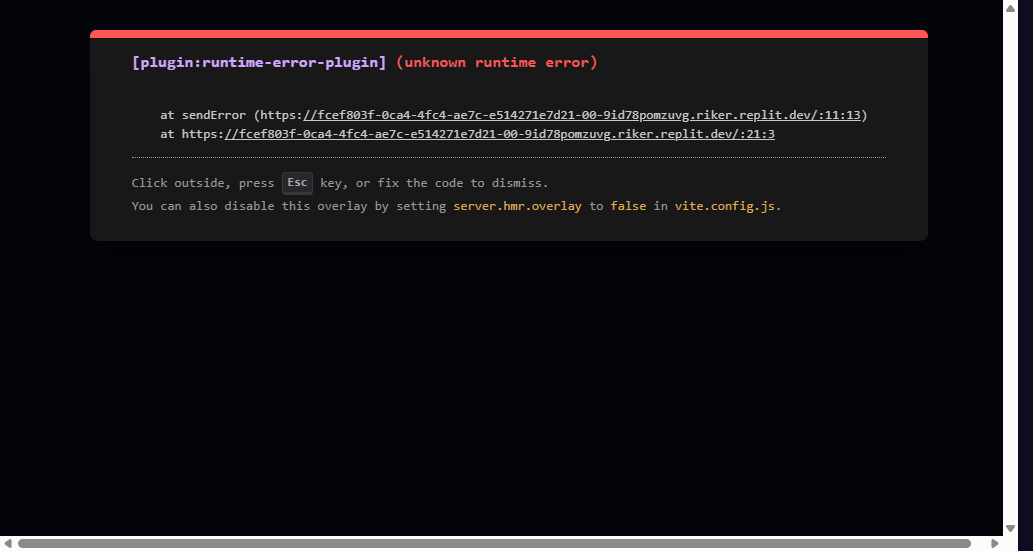 [plugin:runtime-error-plugin] (unknown runtime error)
at sendError (https://fcef803f-0ca4-4fc4-ae7c-e514271e7d21-00-9id78pomzuvg.riker.replit.dev/:11:13)
at https://fcef803f-0ca4-4fc4-ae7c-e514271e7d21-00-9id78pomzuvg.riker.replit.dev/:21:3
Click outside, press Esc key, or fix the code to dismiss.
You can also disable this overlay by setting server.hmr.overlay to false in vite.config.js.